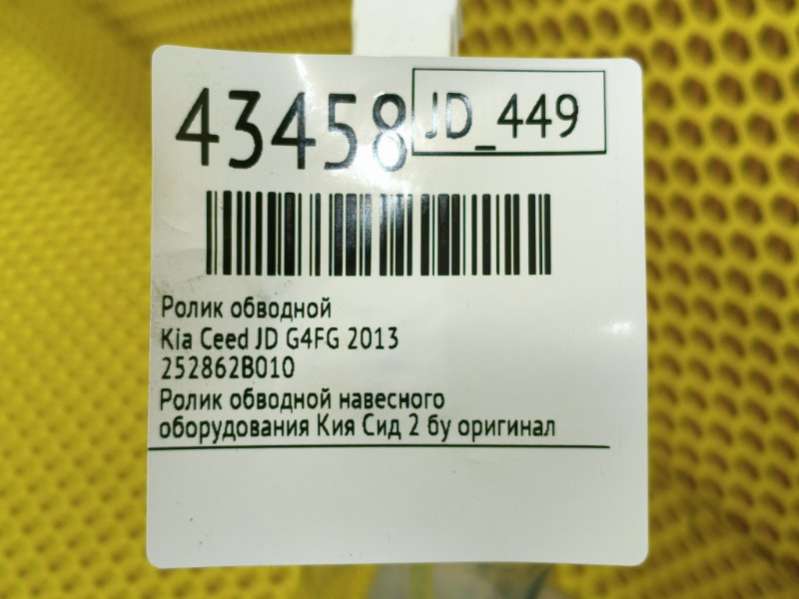 43458
JD_449
Ролик обводной
Kia Ceed JD G4FG 2013
252862B010
Ролик обводной навесного
оборудования Кия Сид 2 бу оригинал